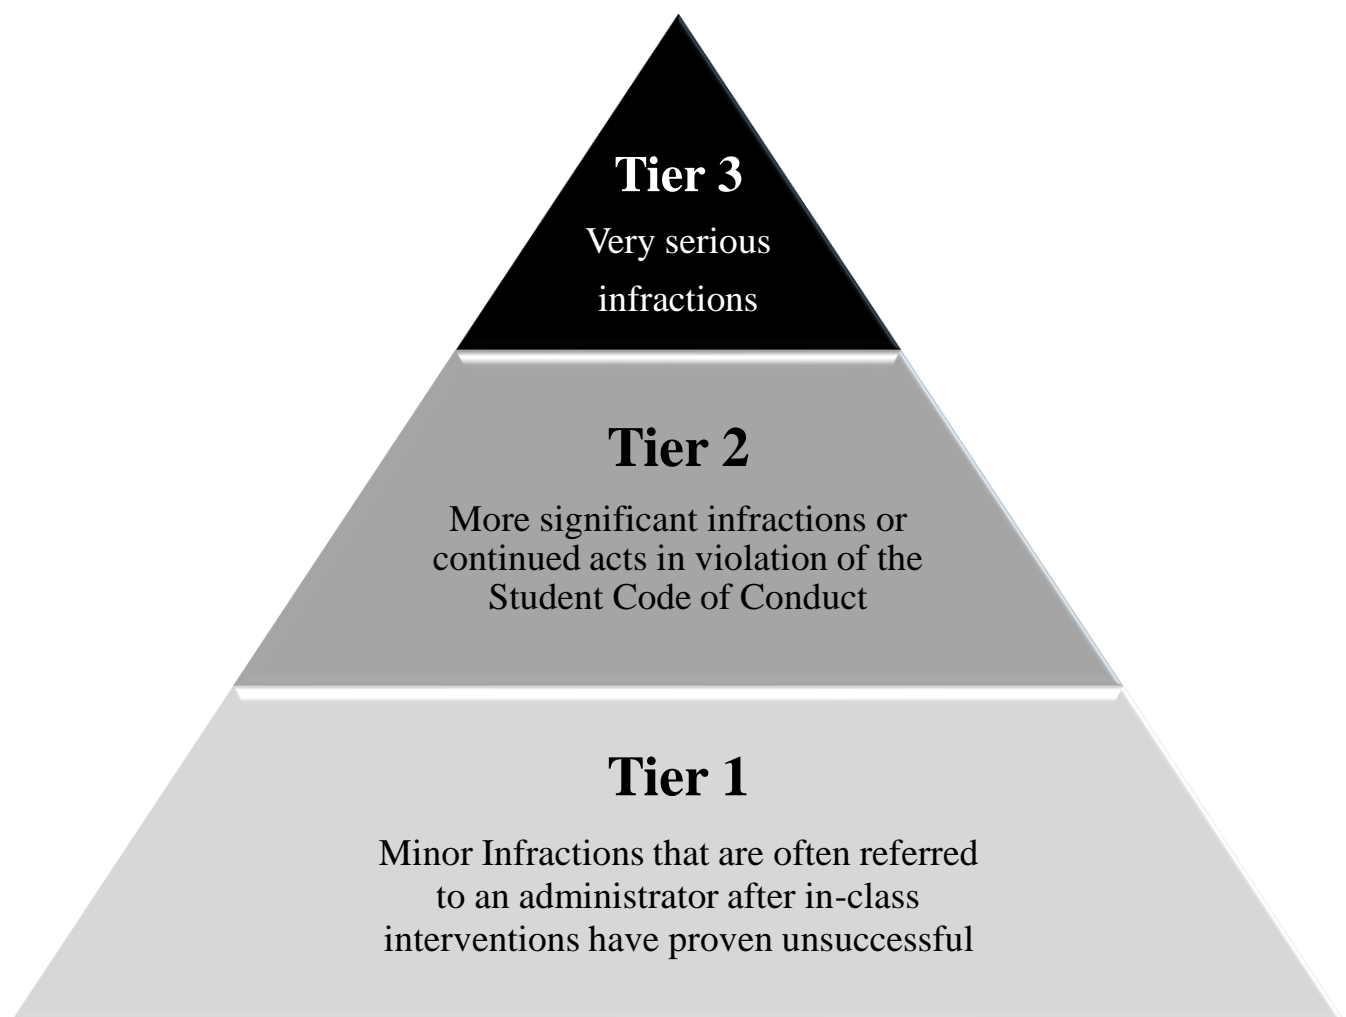 Tier 3
Very serious
infractions
Tier 2
More significant infractions or
continued acts in violation of the
Student Code of Conduct
Tier 1
Minor Infractions that are often referred
to an administrator after in-class
interventions have proven unsuccessful